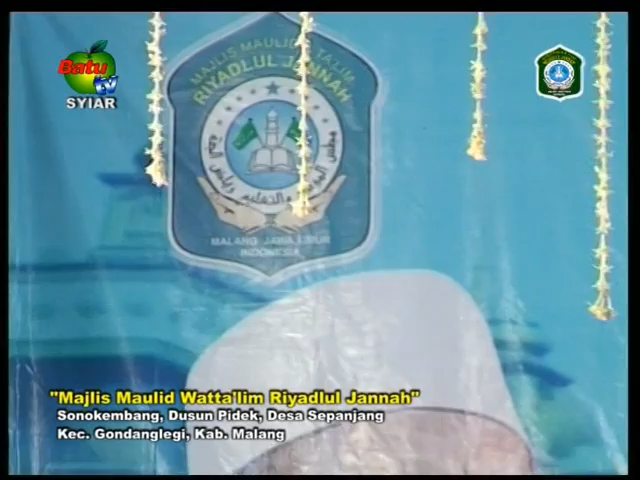 Batu
tv
SYIAR
MAJLIS MAULID WATTA'LIM
RIYADLUL JANNAH
MALANG JAWA TIMUR
INDONESIA
"Majlis Maulid Watta'lim Riyadlul Jannah"
Sonokembang, Dusun Pidek, Desa Sepanjang
Kec. Gondanglegi, Kab. Malang